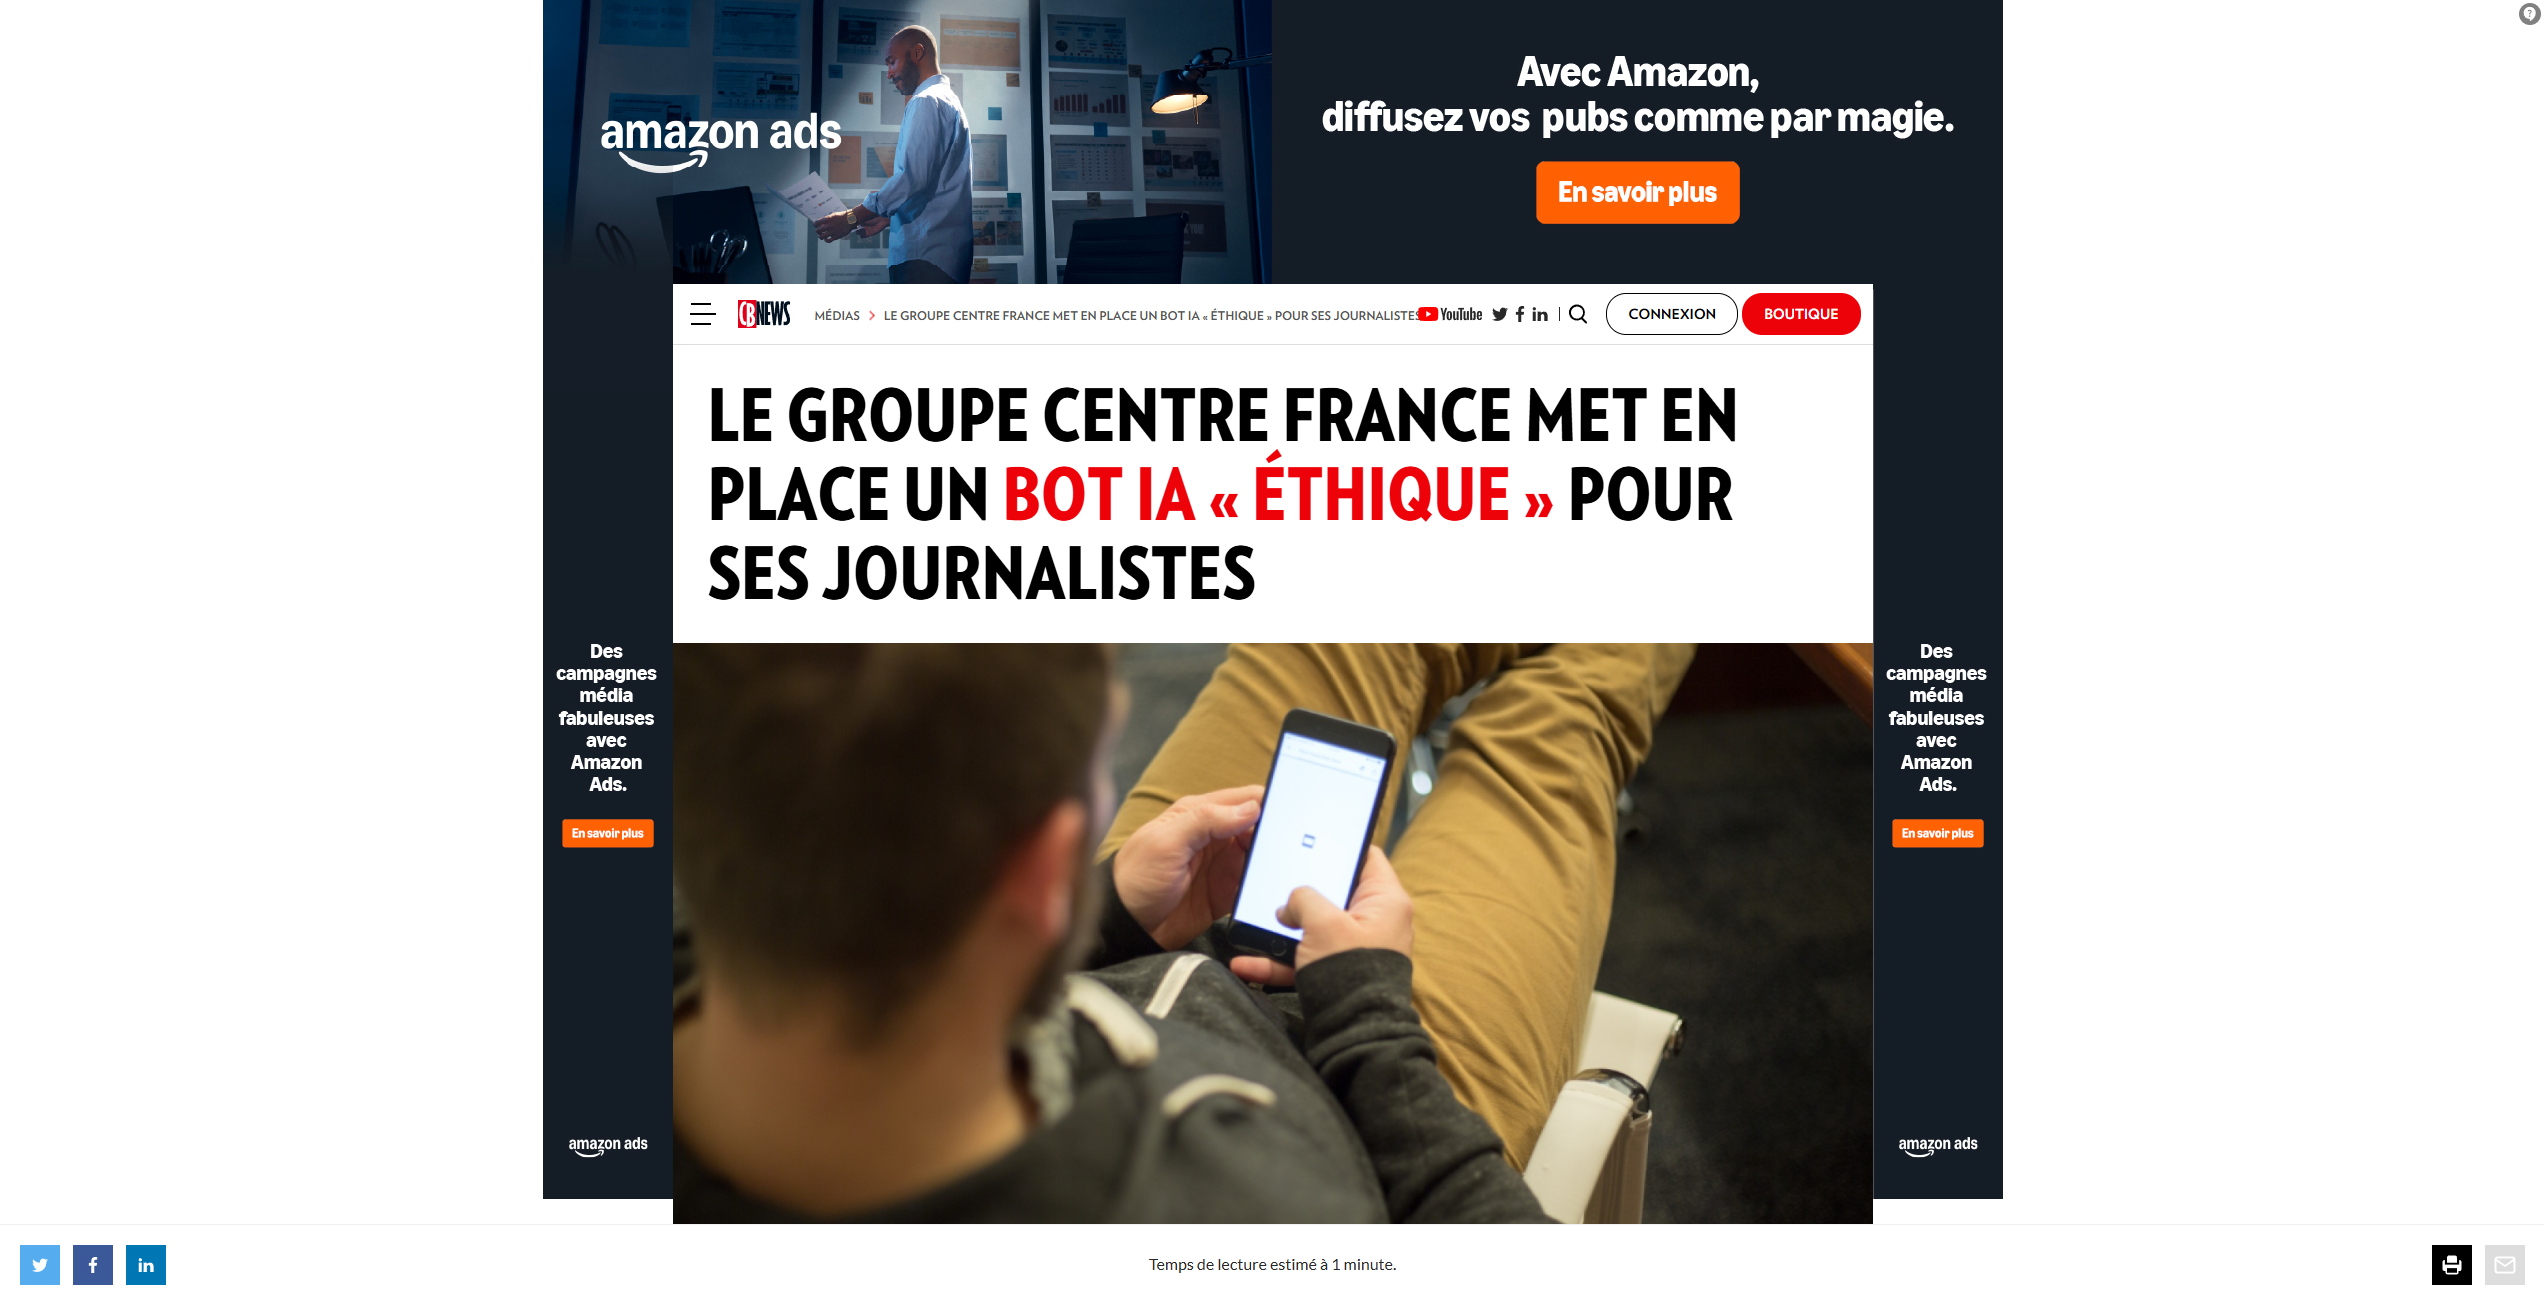 amazon ads
Avec Amazon,
diffusez vos pubs comme par magie.
En savoir plus
CB NEWS
MÉDIAS > LE GROUPE CENTRE FRANCE MET EN PLACE UN BOT IA « ÉTHIQUE » POUR SES JOURNALISTES
YouTube
CONNEXION
BOUTIQUE
LE GROUPE CENTRE FRANCE MET EN
PLACE UN BOT IA « ÉTHIQUE » POUR
SES JOURNALISTES
Des
campagnes
média
fabuleuses
avec
Amazon
Ads.
En savoir plus
amazon ads
Des
campagnes
média
fabuleuses
avec
Amazon
Ads.
En savoir plus
amazon ads
Temps de lecture estimé à 1 minute.